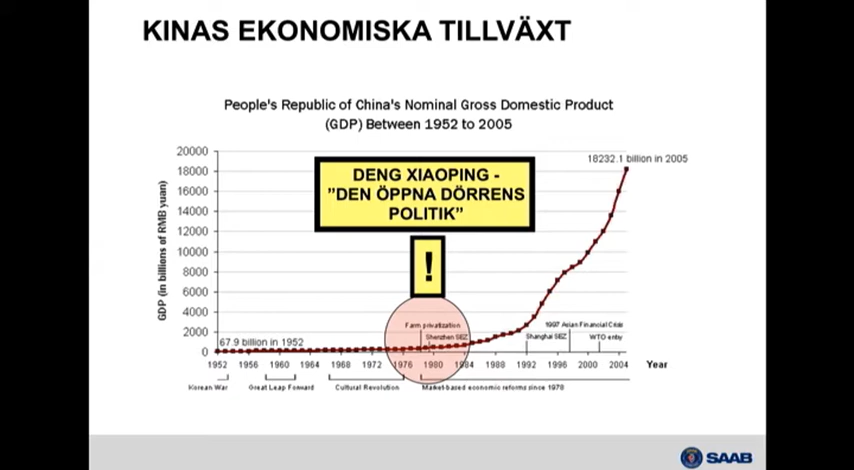 KINAS EKONOMISKA TILLVÄXT
People's Republic of China's Nominal Gross Domestic Product
(GDP) Between 1952 to 2005
GDP (in billions of RMB yuan)
20000
18000
16000
14000
12000
10000
8000
6000
4000
2000
0
18232.1 billion in 2005
DENG XIAOPING -
”DEN ÖPPNA DÖRRENS
POLITIK”
!
Farm privatization
1997 Asian Financial Crisis
67.9 billion in 1952
Shenzhen SEZ
Shanghai SEZ
WTO entry
1952 1956 1960 1964 1968 1972 1976 1980 1984 1988 1992 1996 2000 2004 Year
Korean War
Great Leap Forward
Cultural Revolution
Market-based economic reforms since 1978
SAAB